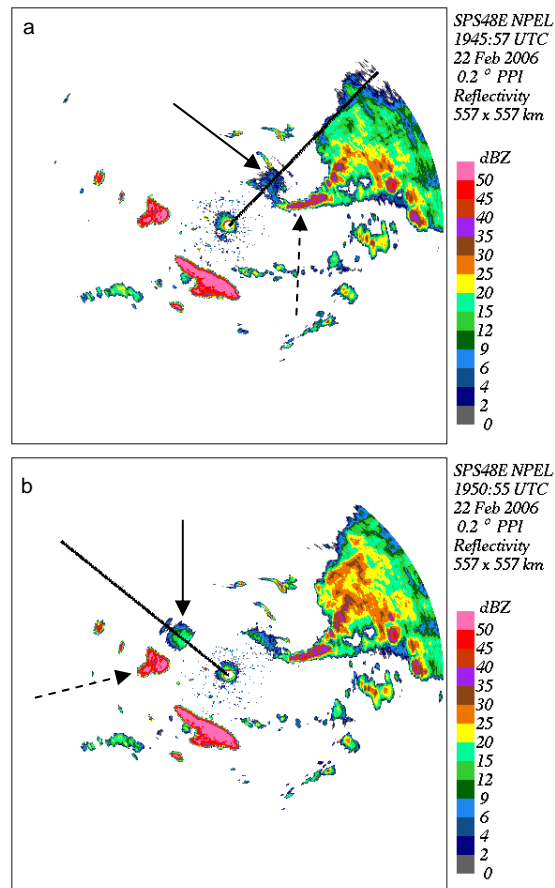 a
SPS48E NPEL
1945:57 UTC
22 Feb 2006
0.2 ° PPI
Reflectivity
557 x 557 km
dBZ
50
45
40
35
30
25
20
15
12
9
6
4
2
0
b
SPS48E NPEL
1950:55 UTC
22 Feb 2006
0.2 ° PPI
Reflectivity
557 x 557 km
dBZ
50
45
40
35
30
25
20
15
12
9
6
4
2
0